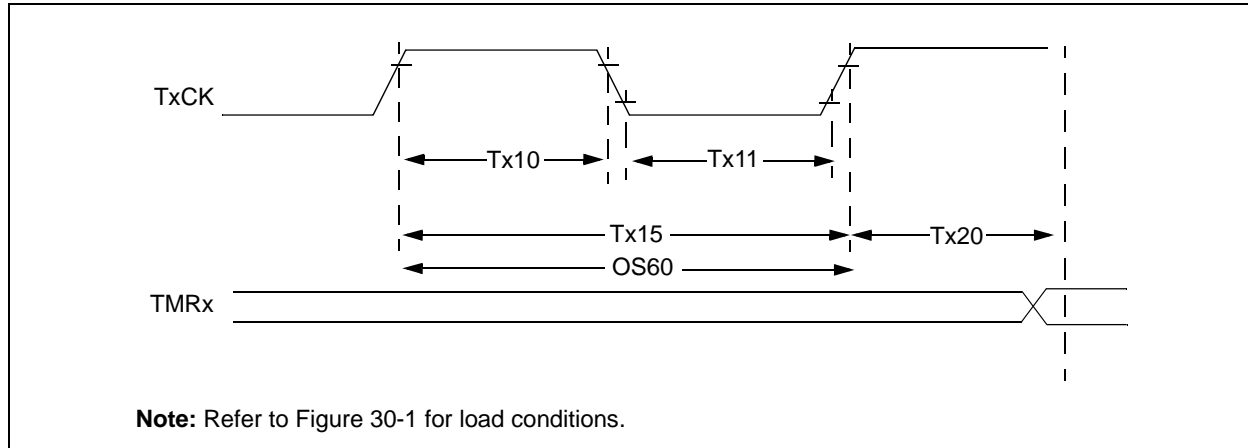 TxCK
Tx10
Tx11
Tx15
Tx20
OS60
TMRx
Note: Refer to Figure 30-1 for load conditions.